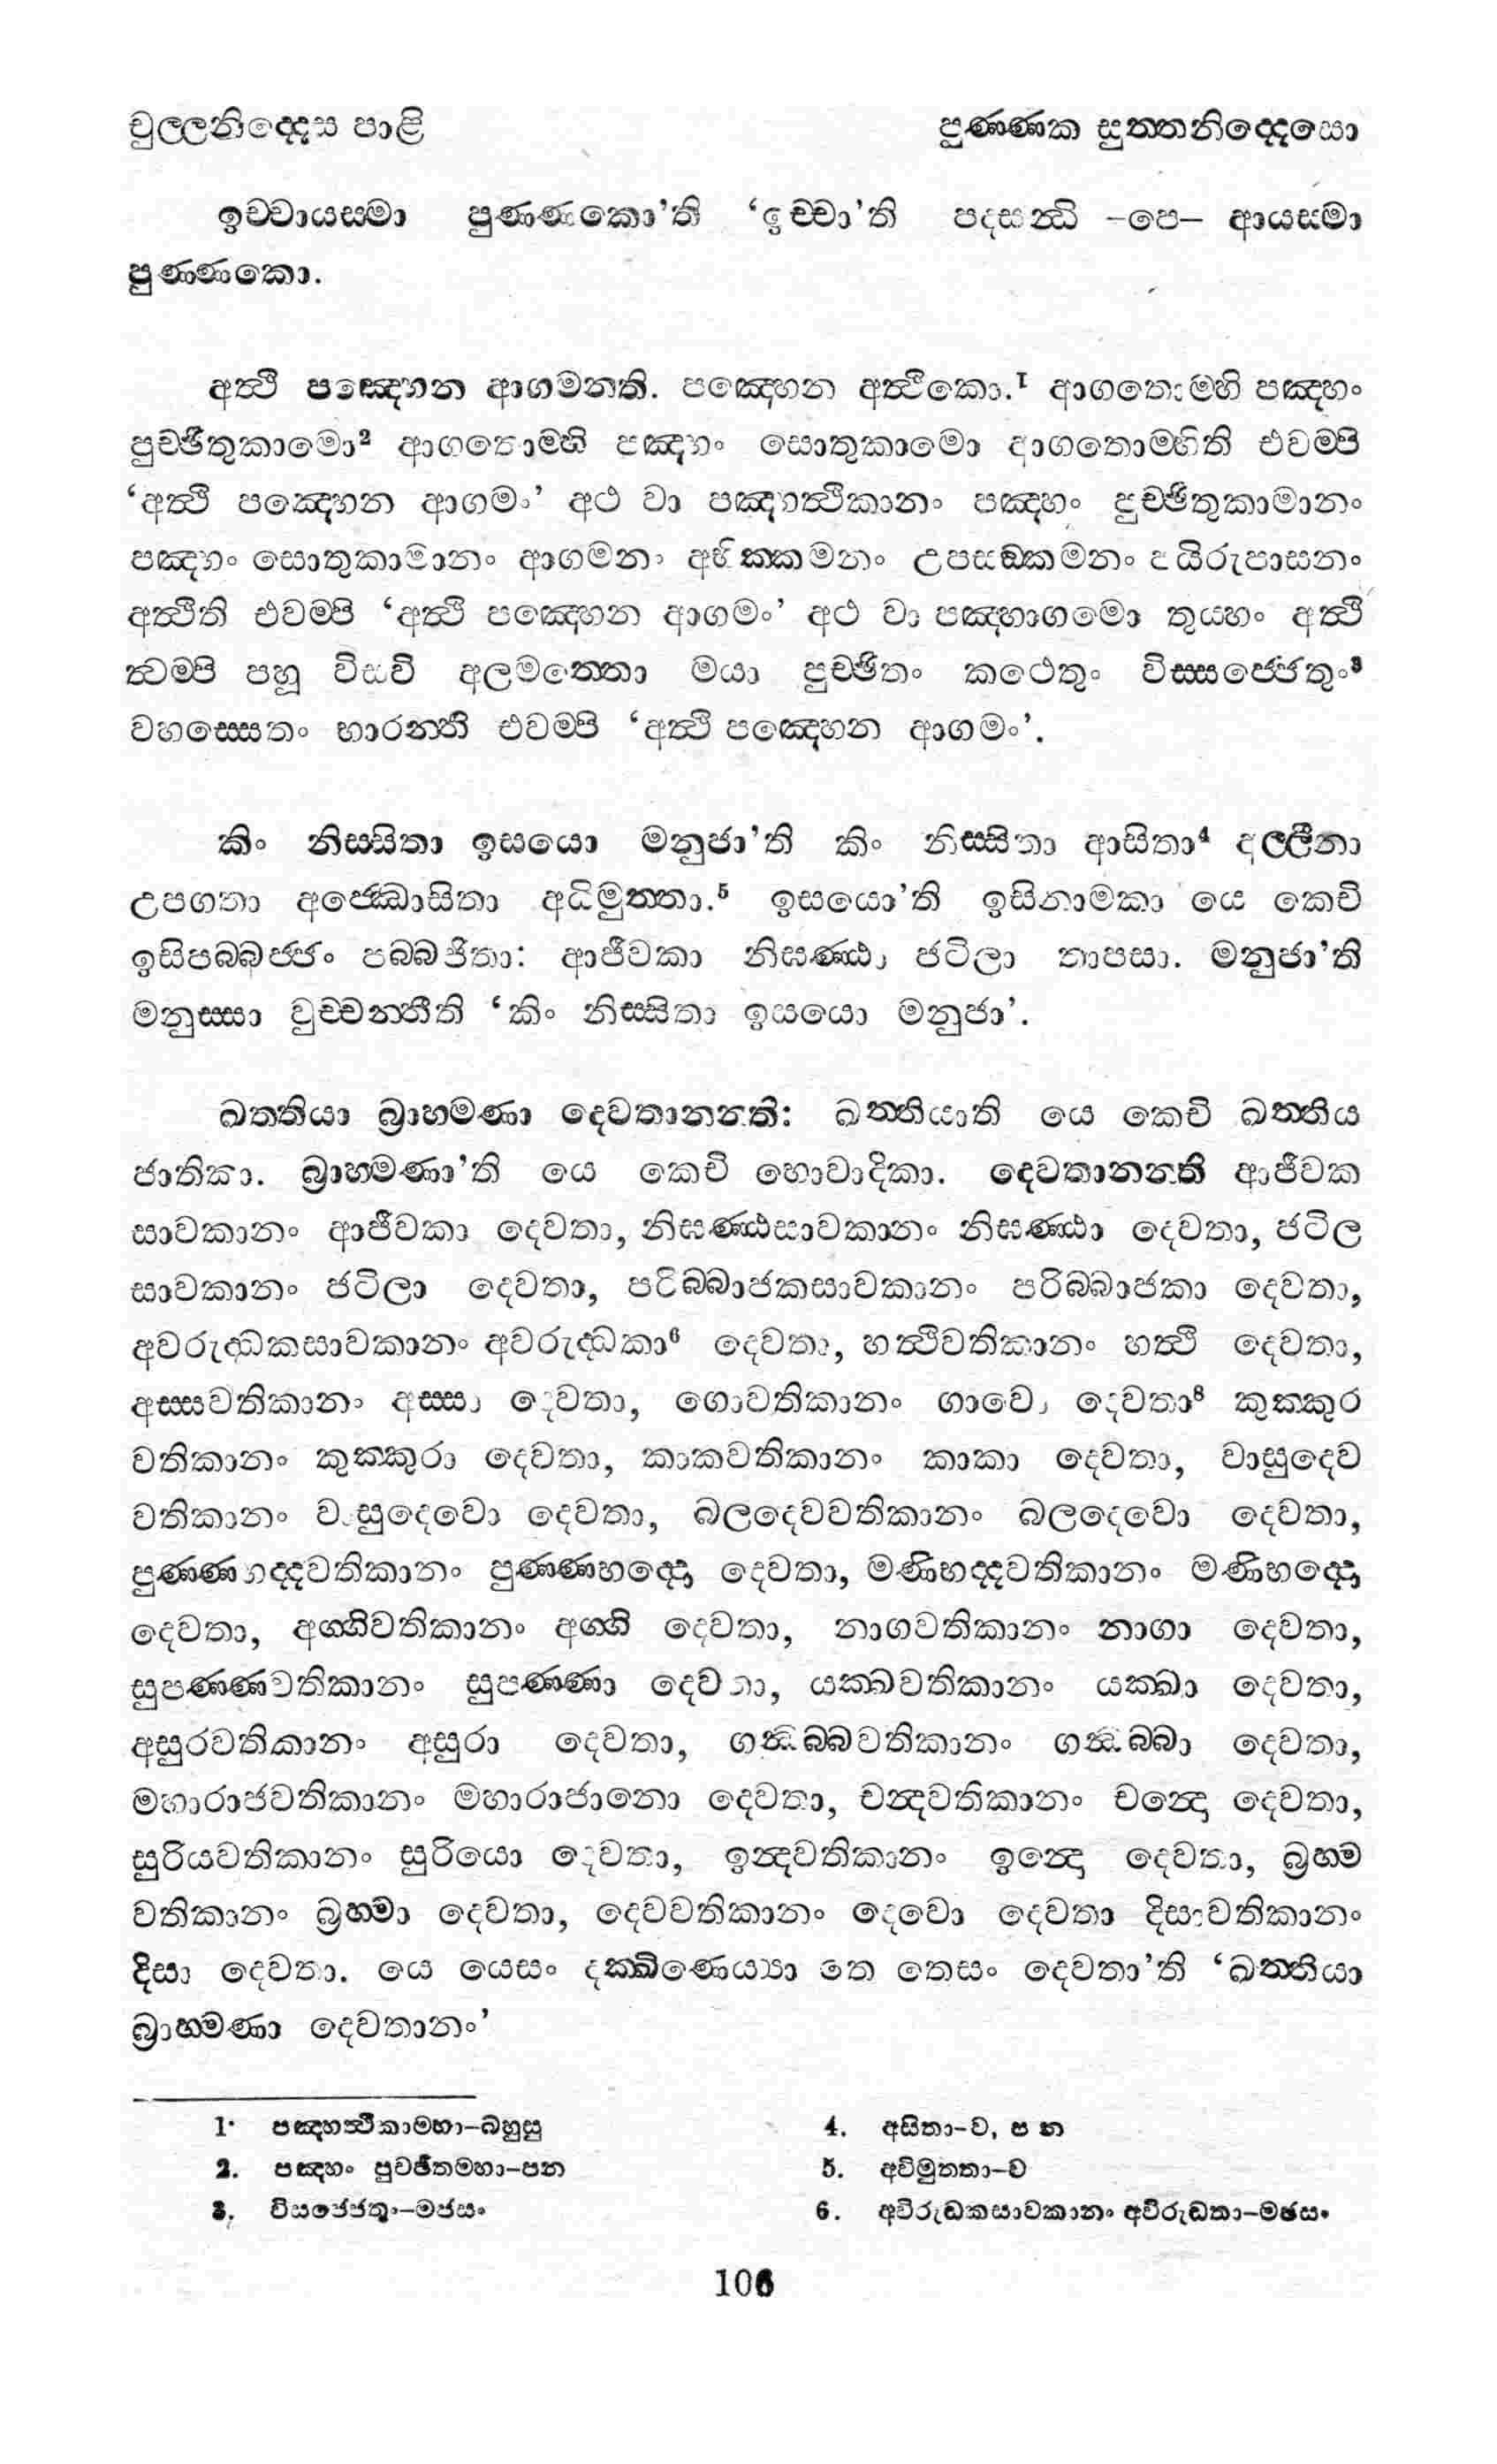 චුල්ලනිද්දෙස පාළි
පුණ්ණක සුත්තනිද්දෙසො
ඉච්චායස්මා පුණ්ණකො'ති 'ඉච්චා'ති පදසන්ධි –පෙ– ආයස්මා
පුණ්ණකො.
අත්ථි පඤ්හෙන ආගමනන්ති. පඤ්හෙන අත්ථිකො.¹ ආගතොම්හි පඤ්හං
පුච්ඡිතුකාමො² ආගතොම්හි පඤ්හං සොතුකාමො ආගතොම්හිති එවම්පි
'අත්ථි පඤ්හෙන ආගමං' අථ වා පඤ්හත්ථිකානං පඤ්හං පුච්ඡිතුකාමානං
පඤ්හං සොතුකාමානං ආගමනං අභික්කමනං උපසඞ්කමනං පයිරුපාසනං
අත්ථිති එවම්පි 'අත්ථි පඤ්හෙන ආගමං' අථ වා පඤ්හාගමො තුය්හං අත්ථි
ත්වම්පි පහූ විසවි අලමත්තො මයා පුච්ඡිතං කථෙතුං විස්සජ්ජෙතුං³
වහස්සෙතං භාරන්ති එවම්පි 'අත්ථි පඤ්හෙන ආගමං'.
කිං නිස්සිතා ඉසයො මනුජා'ති කිං නිස්සිතා ආසිතා⁴ අල්ලීනා
උපගතා අජ්ඣොසිතා අධිමුත්තා.⁵ ඉසයො'ති ඉසිනාමකා යෙ කෙචි
ඉසිපබ්බජ්ජං පබ්බජිතා: ආජීවකා නිඝණ්ඨා ජටිලා තාපසා. මනුජා'ති
මනුස්සා වුච්චන්තීති 'කිං නිස්සිතා ඉසයො මනුජා'.
ඛත්තියා බ්‍රාහ්මණා දෙවතානන්ති: ඛත්තියාති යෙ කෙචි ඛත්තිය
ජාතිකා. බ්‍රාහ්මණා'ති යෙ කෙචි භොවාදිකා. දෙවතානන්ති ආජීවක
සාවකානං ආජීවකා දෙවතා, නිඝණ්ඨසාවකානං නිඝණ්ඨා දෙවතා, ජටිල
සාවකානං ජටිලා දෙවතා, පරිබ්බාජකසාවකානං පරිබ්බාජකා දෙවතා,
අවරුද්ධකසාවකානං අවරුද්ධකා⁶ දෙවතා, හත්ථිවතිකානං හත්ථි දෙවතා,
අස්සවතිකානං අස්සා දෙවතා, ගොවතිකානං ගාවො දෙවතා⁸ කුක්කුර
වතිකානං කුක්කුරා දෙවතා, කාකවතිකානං කාකා දෙවතා, වාසුදෙව
වතිකානං වාසුදෙවො දෙවතා, බලදෙවවතිකානං බලදෙවො දෙවතා,
පුණ්ණභද්දවතිකානං පුණ්ණභද්දො දෙවතා, මණිභද්දවතිකානං මණිභද්දො
දෙවතා, අග්ගිවතිකානං අග්ගි දෙවතා, නාගවතිකානං නාගා දෙවතා,
සුපණ්ණවතිකානං සුපණ්ණා දෙවතා, යක්ඛවතිකානං යක්ඛා දෙවතා,
අසුරවතිකානං අසුරා දෙවතා, ගන්ධබ්බවතිකානං ගන්ධබ්බා දෙවතා,
මහාරාජවතිකානං මහාරාජානො දෙවතා, චන්දවතිකානං චන්දො දෙවතා,
සුරියවතිකානං සුරියො දෙවතා, ඉන්දවතිකානං ඉන්දො දෙවතා, බ්‍රහ්ම
වතිකානං බ්‍රහ්මා දෙවතා, දෙවවතිකානං දෙවො දෙවතා දිසාවතිකානං
දිසා දෙවතා. යෙ යෙසං දක්ඛිණෙය්‍යා තෙ තෙසං දෙවතා'ති 'ඛත්තියා
බ්‍රාහ්මණා දෙවතානං'
1. පඤ්හත්ථිකාම්හා–බහුසු
4. අසිතා–ව, ප න
2. පඤ්හං පුච්ඡිතම්හා–පන
5. අවිමුත්තා–ව
3. විසජ්ජෙතුං–මජසං
6. අවිරුඩකසාවකානං අවිරුඩතා–මජසං
106